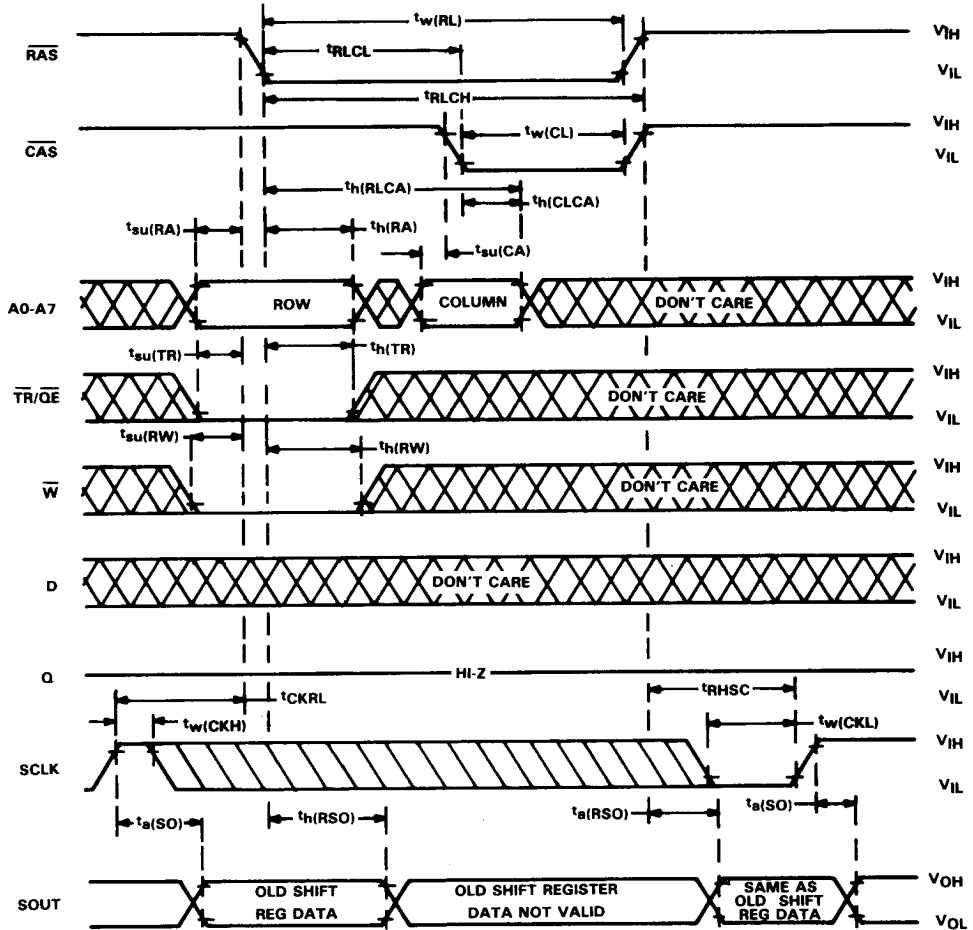 tw(RL)
VIH
RAS
tRLCL
VIL
tRLCH
VIH
CAS
tw(CL)
VIL
th(RLCA)
th(CLCA)
tsu(RA)
th(RA)
tsu(CA)
VIH
A0-A7
ROW
COLUMN
DON'T CARE
VIL
tsu(TR)
th(TR)
VIH
TR/QE
DON'T CARE
VIL
tsu(RW)
th(RW)
VIH
W
DON'T CARE
VIL
VIH
D
DON'T CARE
VIL
VIH
Q
HI-Z
VIL
tCKRL
tRHSC
tw(CKH)
tw(CKL)
VIH
SCLK
VIL
ta(SO)
th(RSO)
ta(RSO)
ta(SO)
SOUT
OLD SHIFT
REG DATA
OLD SHIFT REGISTER
DATA NOT VALID
SAME AS
OLD SHIFT
REG DATA
VOH
VOL